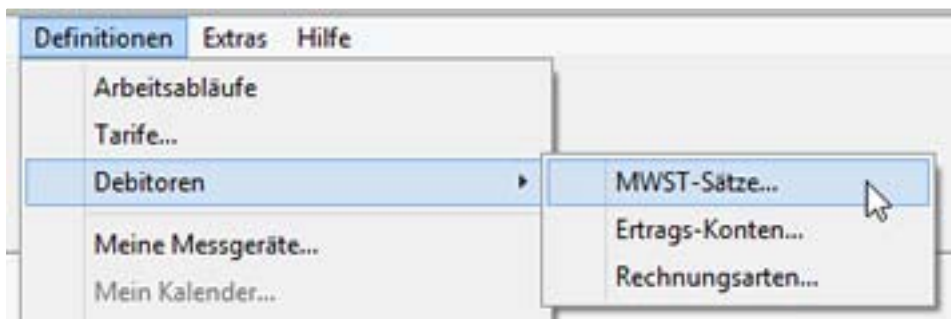 Definitionen Extras Hilfe
Arbeitsabläufe
Tarife...
Debitoren
MWST-Sätze...
Ertrags-Konten...
Rechnungsarten...
Meine Messgeräte...
Mein Kalender...